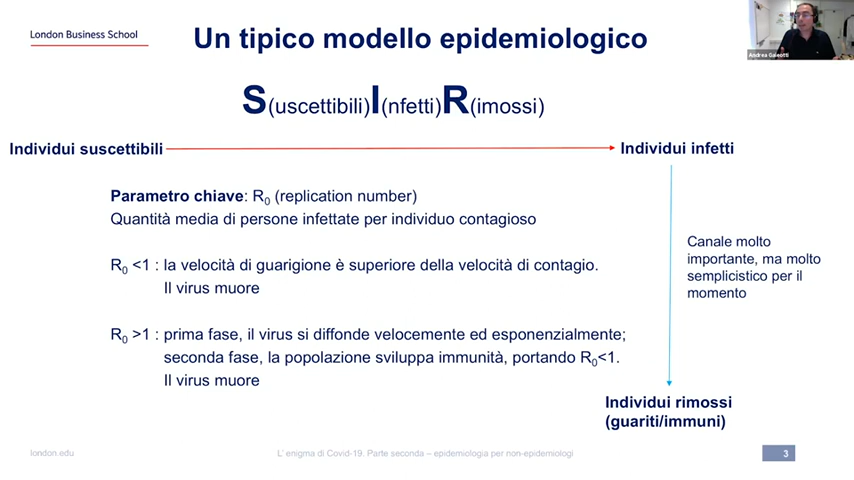 London Business School
Un tipico modello epidemiologico
Andrea Galeotti
S(uscettibili)I(nfetti)R(imossi)
Individui suscettibili
Individui infetti
Parametro chiave: R0 (replication number)
Quantità media di persone infettate per individuo contagioso
R0 <1 : la velocità di guarigione è superiore della velocità di contagio.
Il virus muore
R0 >1 : prima fase, il virus si diffonde velocemente ed esponenzialmente;
seconda fase, la popolazione sviluppa immunità, portando R0<1.
Il virus muore
Canale molto
importante, ma molto
semplicistico per il
momento
Individui rimossi
(guariti/immuni)
london.edu
L' enigma di Covid-19. Parte seconda – epidemiologia per non-epidemiologi
3